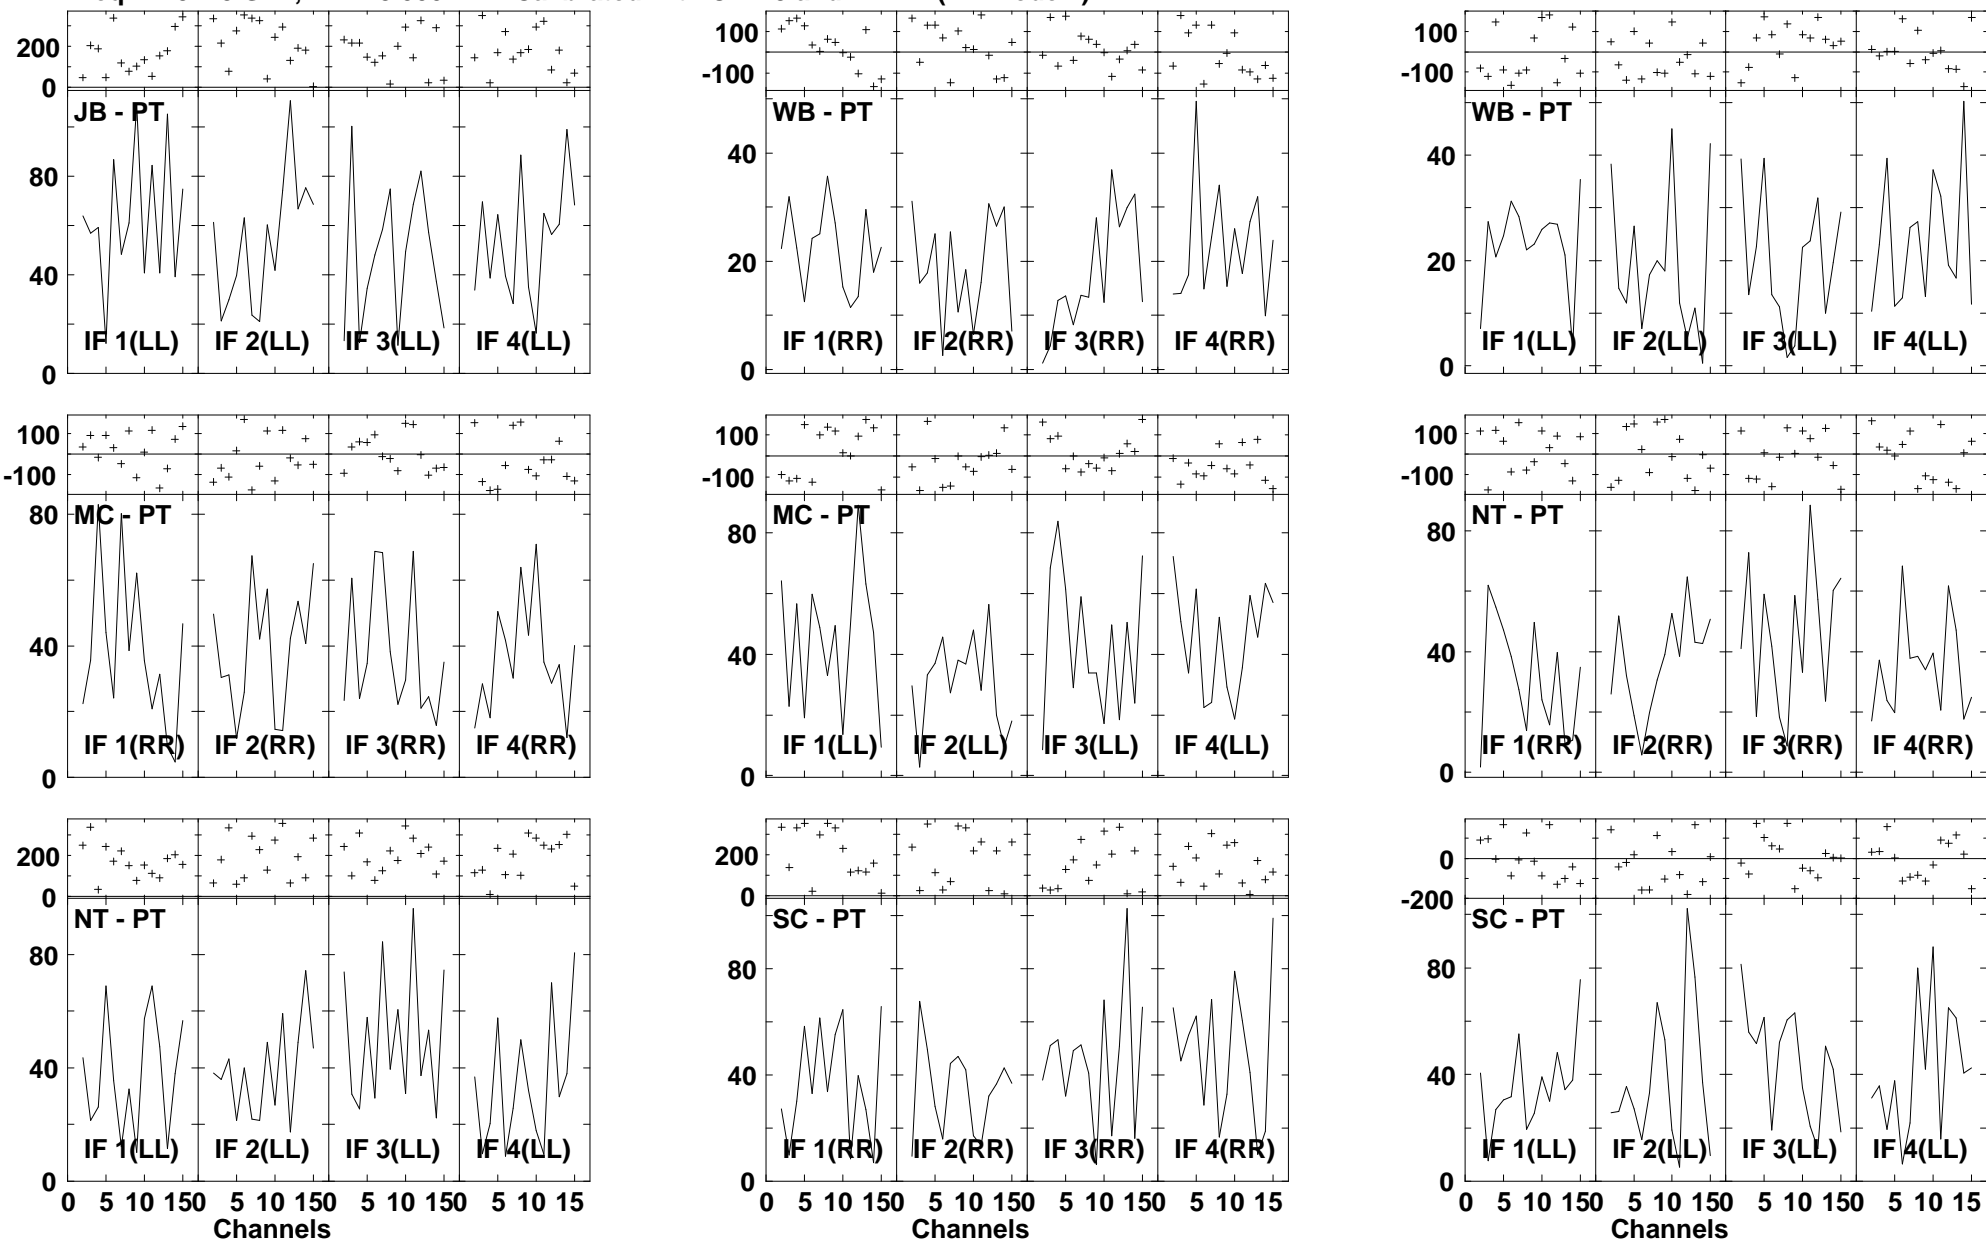 200 0 100 -100 100 -100
JB - PT WB - PT WB - PT
80 40 0 40 20 0 40 20 0
IF 1(LL) IF 2(LL) IF 3(LL) IF 4(LL) IF 1(RR) IF 2(RR) IF 3(RR) IF 4(RR) IF 1(LL) IF 2(LL) IF 3(LL) IF 4(LL)
100 -100 100 -100 100 -100
MC - PT MC - PT NT - PT
80 40 0 80 40 0 80 40 0
IF 1(RR) IF 2(RR) IF 3(RR) IF 4(RR) IF 1(LL) IF 2(LL) IF 3(LL) IF 4(LL) IF 1(RR) IF 2(RR) IF 3(RR) IF 4(RR)
200 0 200 0 0 -200
NT - PT SC - PT SC - PT
80 40 0 80 40 0 80 40 0
IF 1(LL) IF 2(LL) IF 3(LL) IF 4(LL) IF 1(RR) IF 2(RR) IF 3(RR) IF 4(RR) IF 1(LL) IF 2(LL) IF 3(LL) IF 4(LL)
0 5 10 150 5 10 150 5 10 150 5 10 15 0 5 10 150 5 10 150 5 10 150 5 10 15 0 5 10 150 5 10 150 5 10 150 5 10 15
Channels Channels Channels